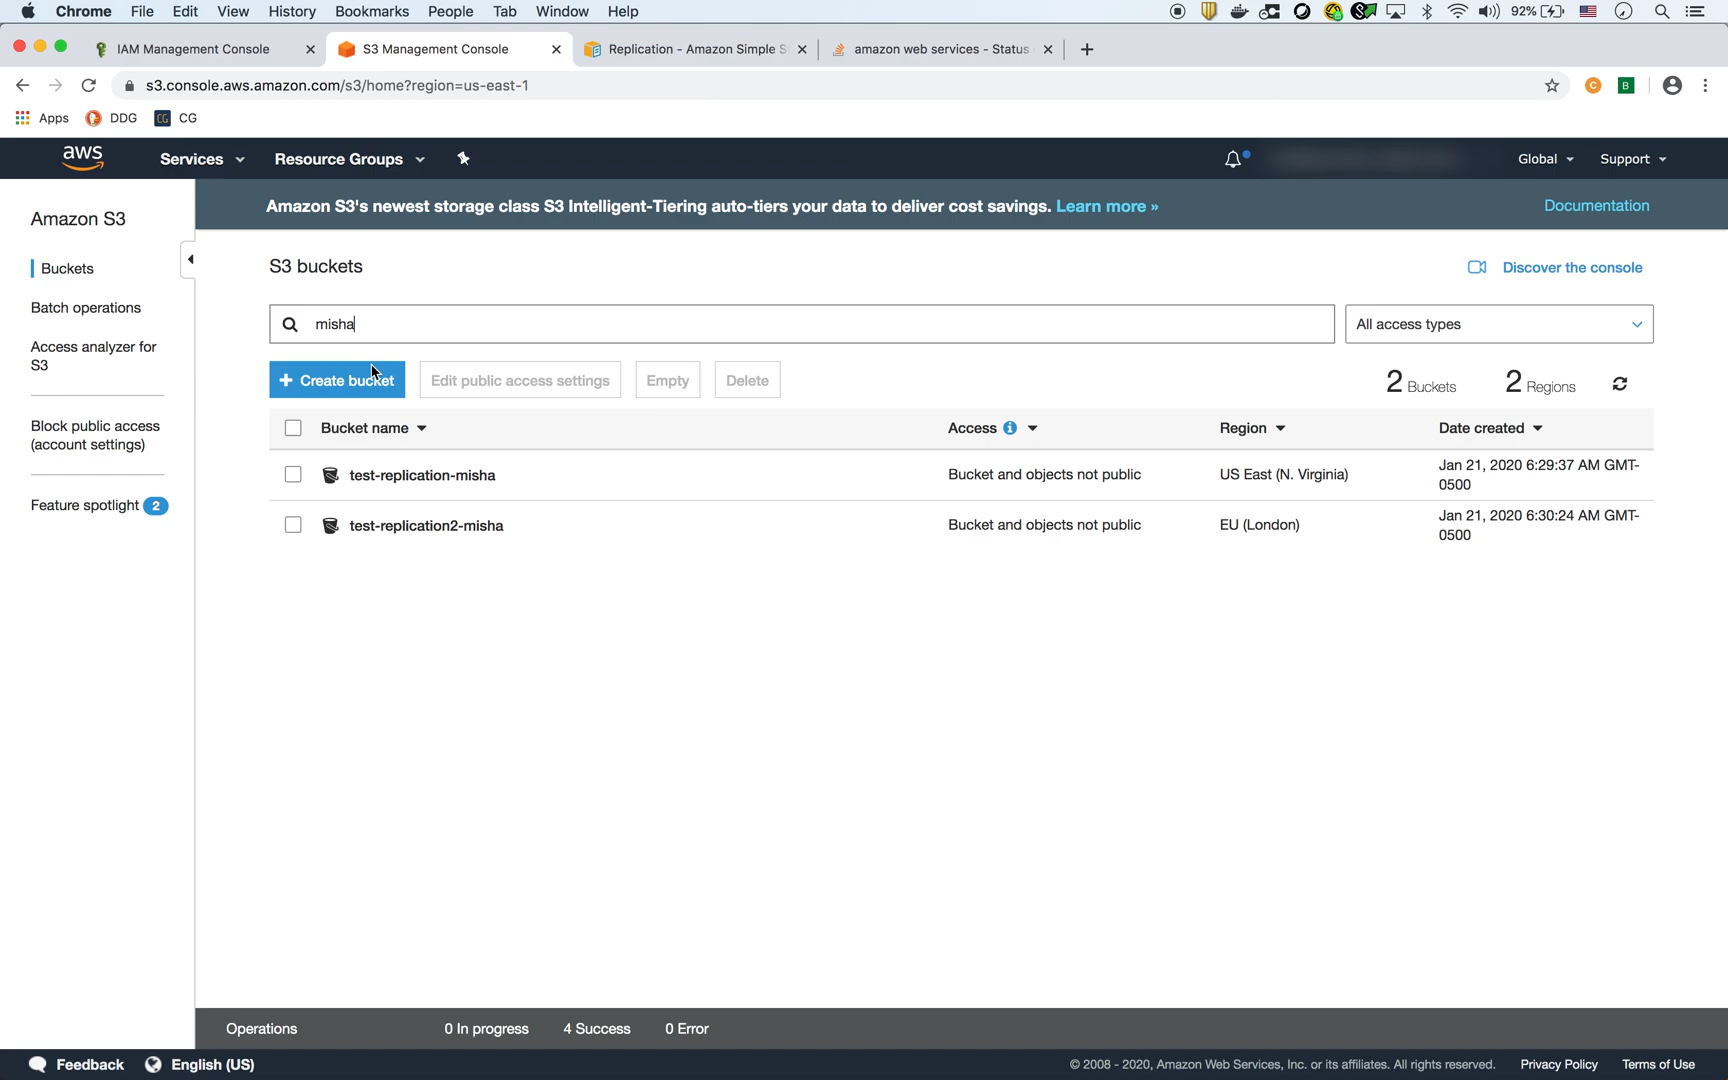 Chrome File Edit View History Bookmarks People Tab Window Help 92%
IAM Management Console S3 Management Console Replication - Amazon Simple S amazon web services - Status
s3.console.aws.amazon.com/s3/home?region=us-east-1
Apps DDG CG CG
aws Services Resource Groups Global Support
Amazon S3's newest storage class S3 Intelligent-Tiering auto-tiers your data to deliver cost savings. Learn more » Documentation
Amazon S3
Buckets
Batch operations
Access analyzer for
S3
Block public access
(account settings)
Feature spotlight 2
S3 buckets Discover the console
misha All access types
+ Create bucket Edit public access settings Empty Delete 2 Buckets 2 Regions
Bucket name Access Region Date created
test-replication-misha Bucket and objects not public US East (N. Virginia) Jan 21, 2020 6:29:37 AM GMT-
0500
test-replication2-misha Bucket and objects not public EU (London) Jan 21, 2020 6:30:24 AM GMT-
0500
Operations 0 In progress 4 Success 0 Error
Feedback English (US) © 2008 - 2020, Amazon Web Services, Inc. or its affiliates. All rights reserved. Privacy Policy Terms of Use